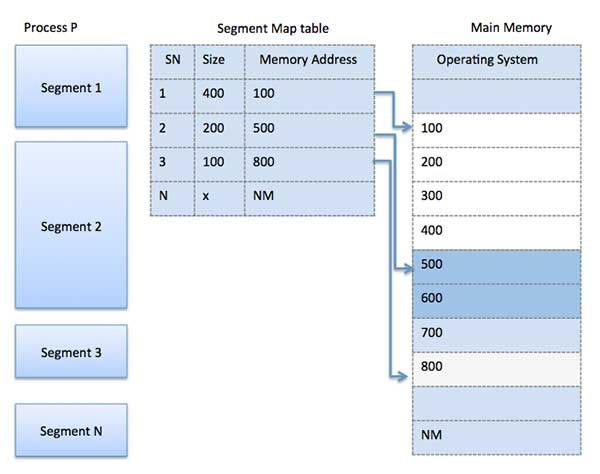 Process P
Segment 1
Segment 2
Segment 3
Segment N
Segment Map table
SN Size Memory Address
1 400 100
2 200 500
3 100 800
N x NM
Main Memory
Operating System
100
200
300
400
500
600
700
800
NM